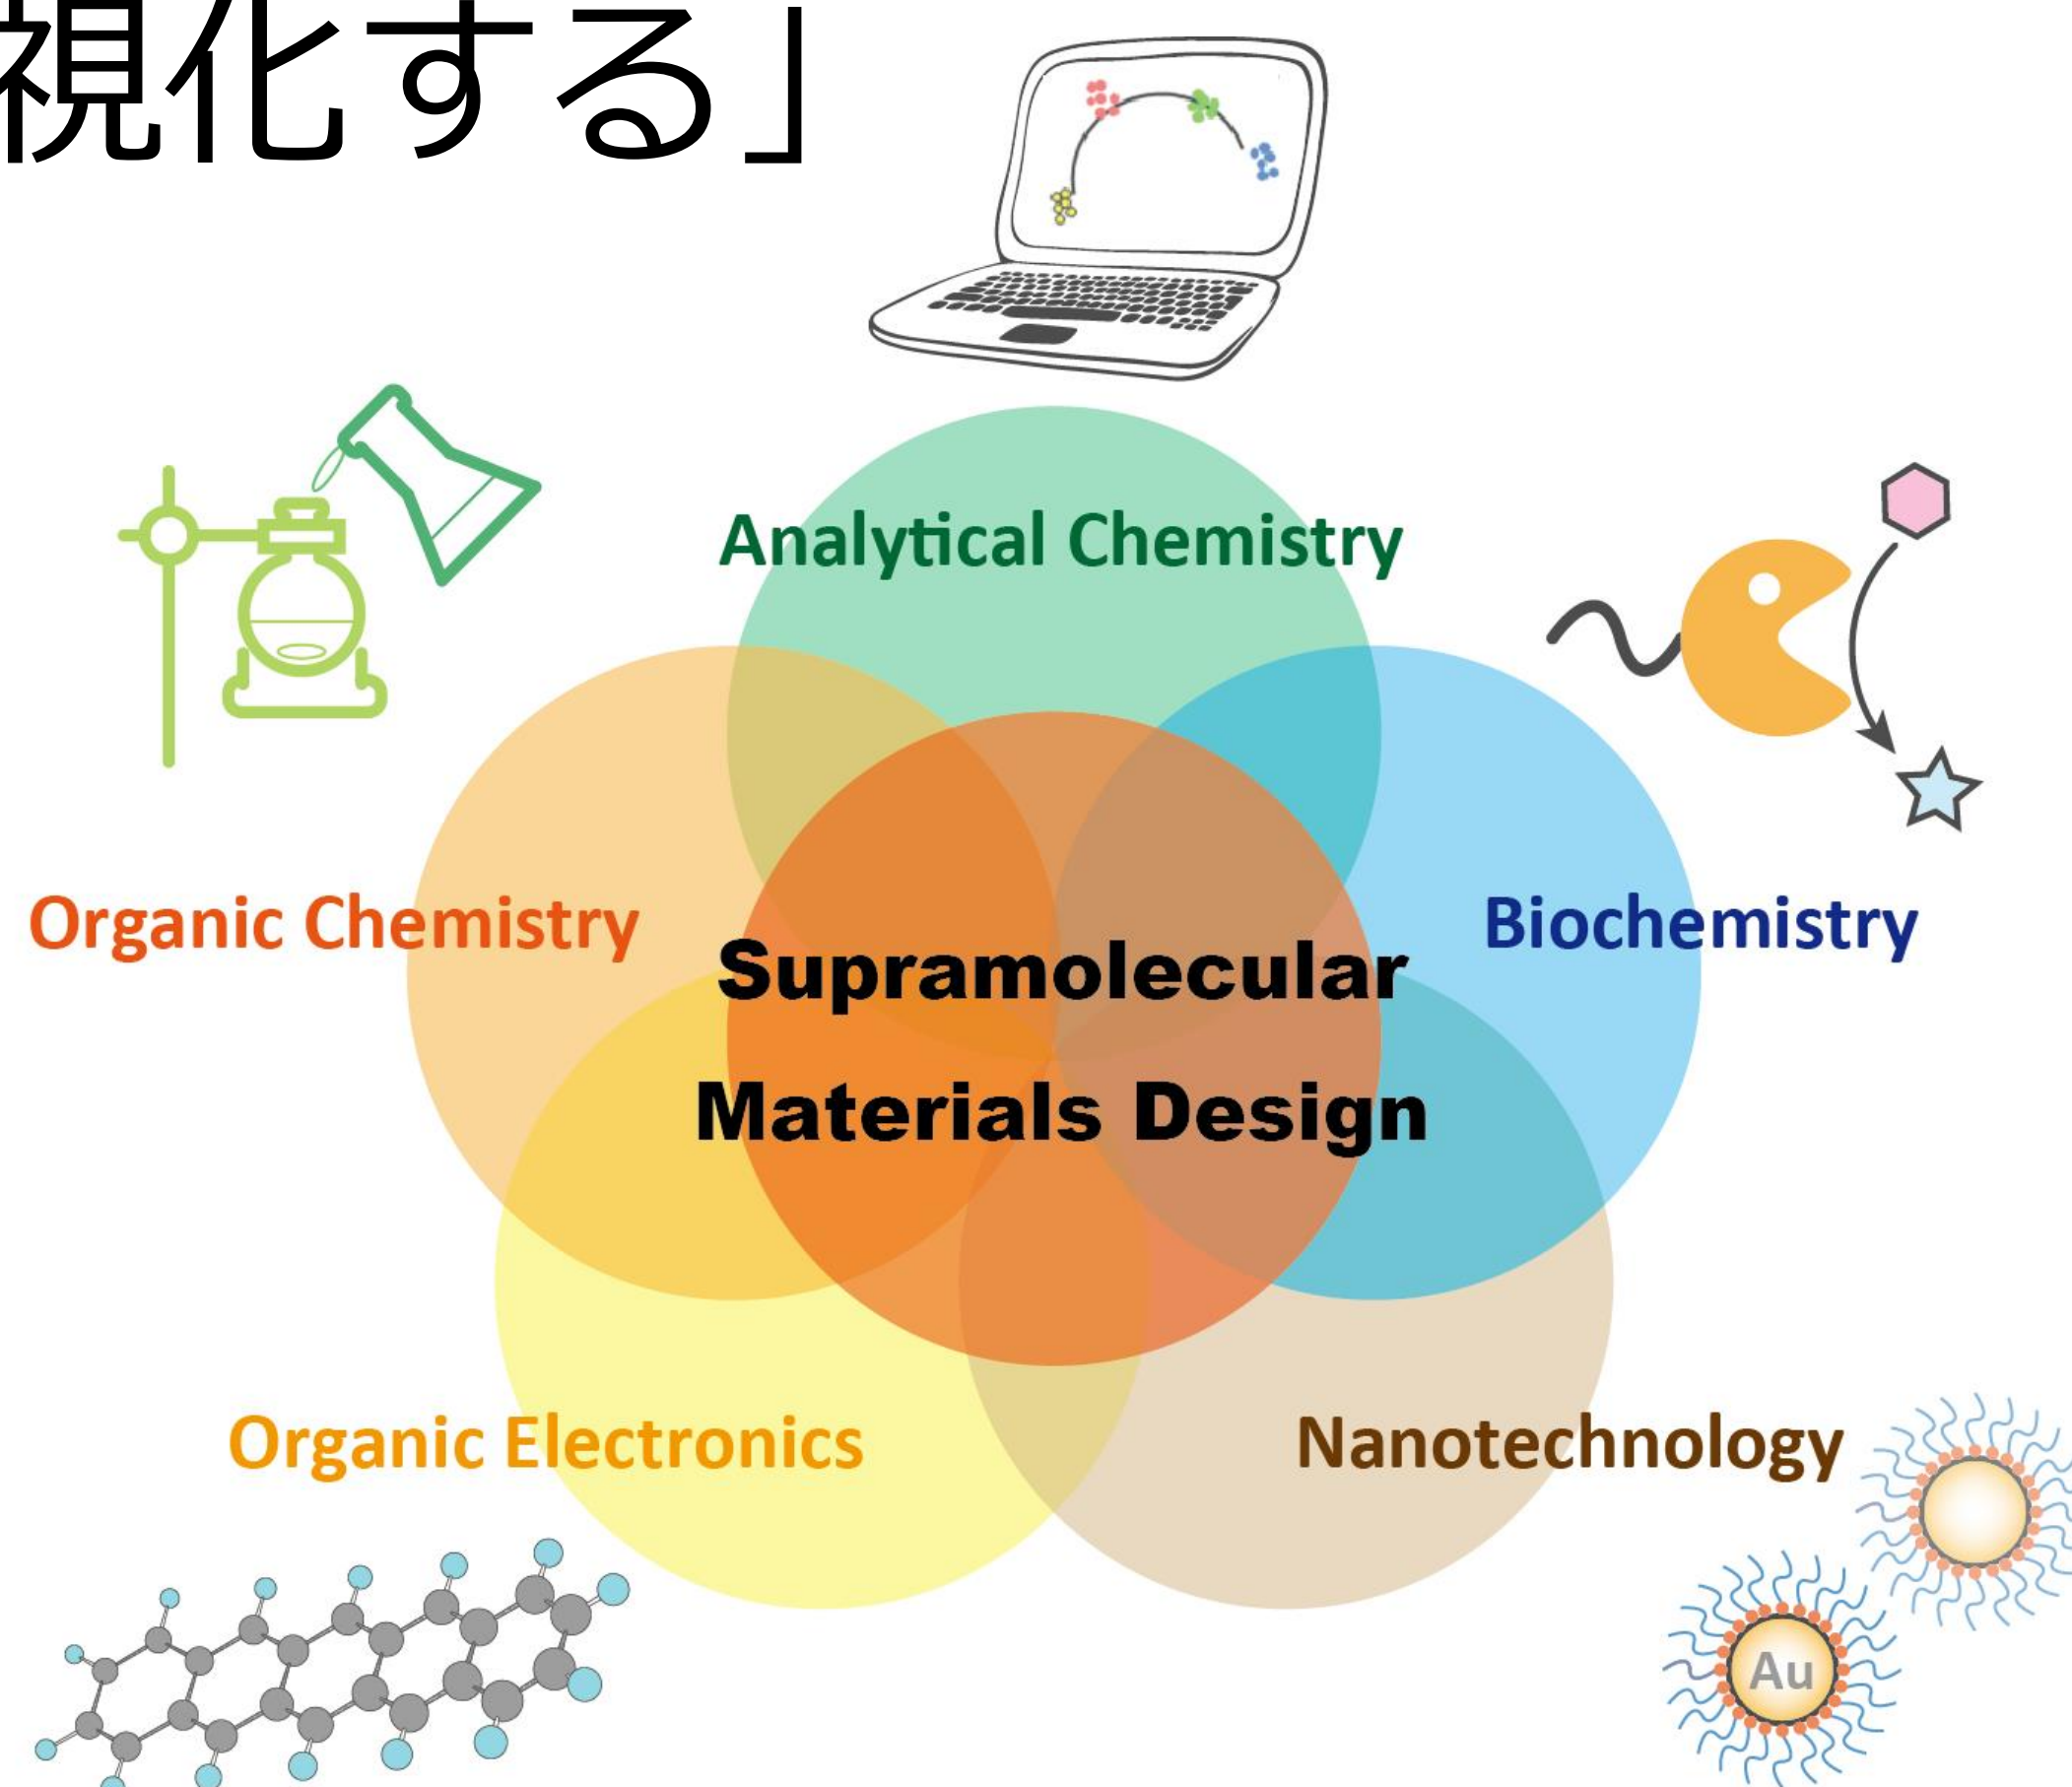 視化する」
Analytical Chemistry
Organic Chemistry
Biochemistry
Supramolecular
Materials Design
Organic Electronics
Nanotechnology
Au